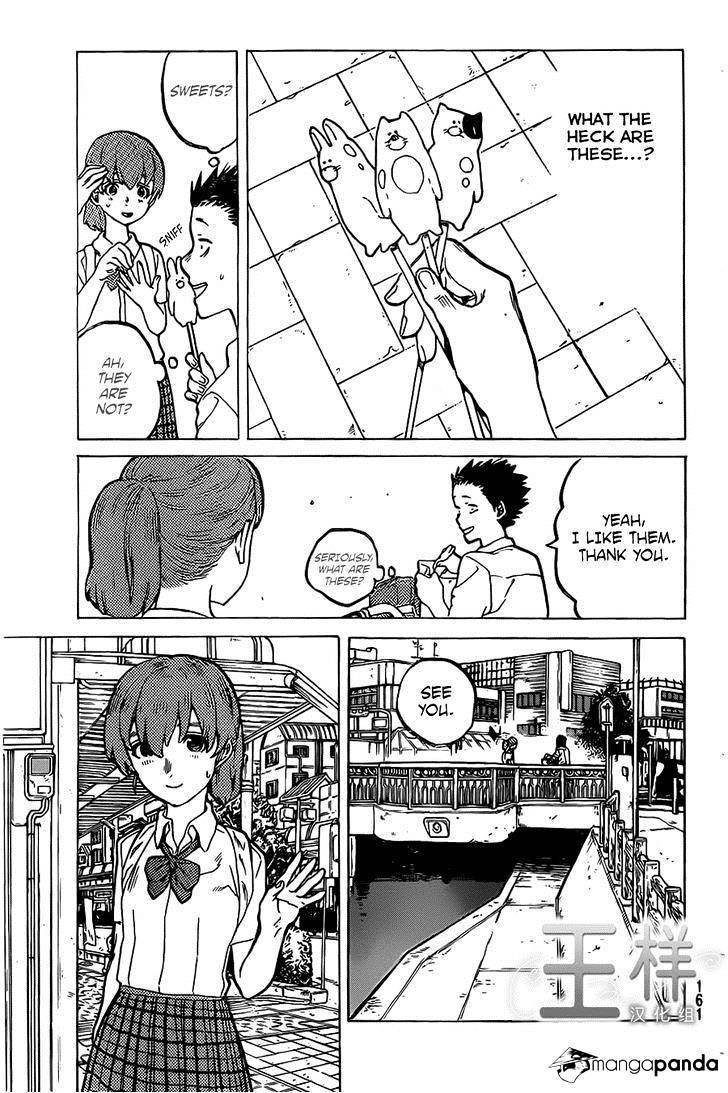 WHAT THE
HECK ARE
THESE...?
SWEETS?
SNIFF
AH,
THEY
ARE
NOT?
YEAH,
I LIKE THEM.
THANK YOU.
SERIOUSLY,
WHAT ARE
THESE?
SEE
YOU.
161
王样
汉化组
mangapanda